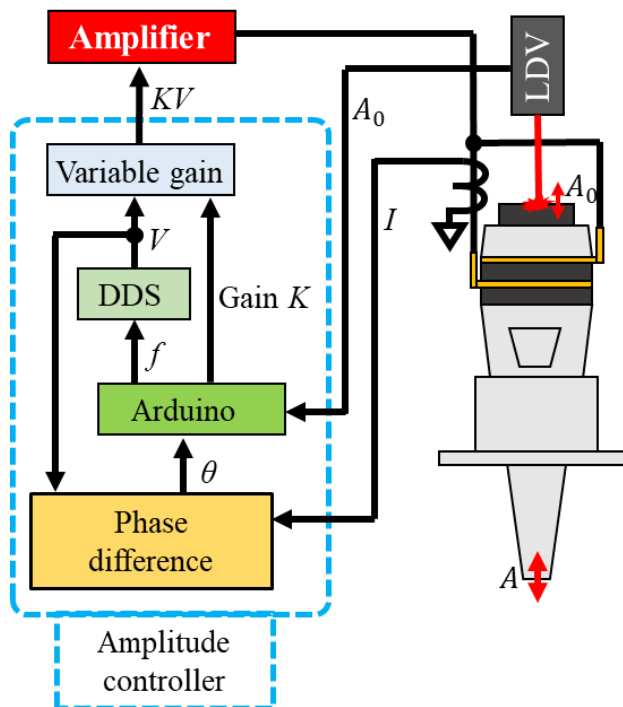 Amplifier
LDV
KV
A₀
Variable gain
A₀
I
V
DDS
Gain K
f
Arduino
θ
Phase
difference
A
Amplitude
controller